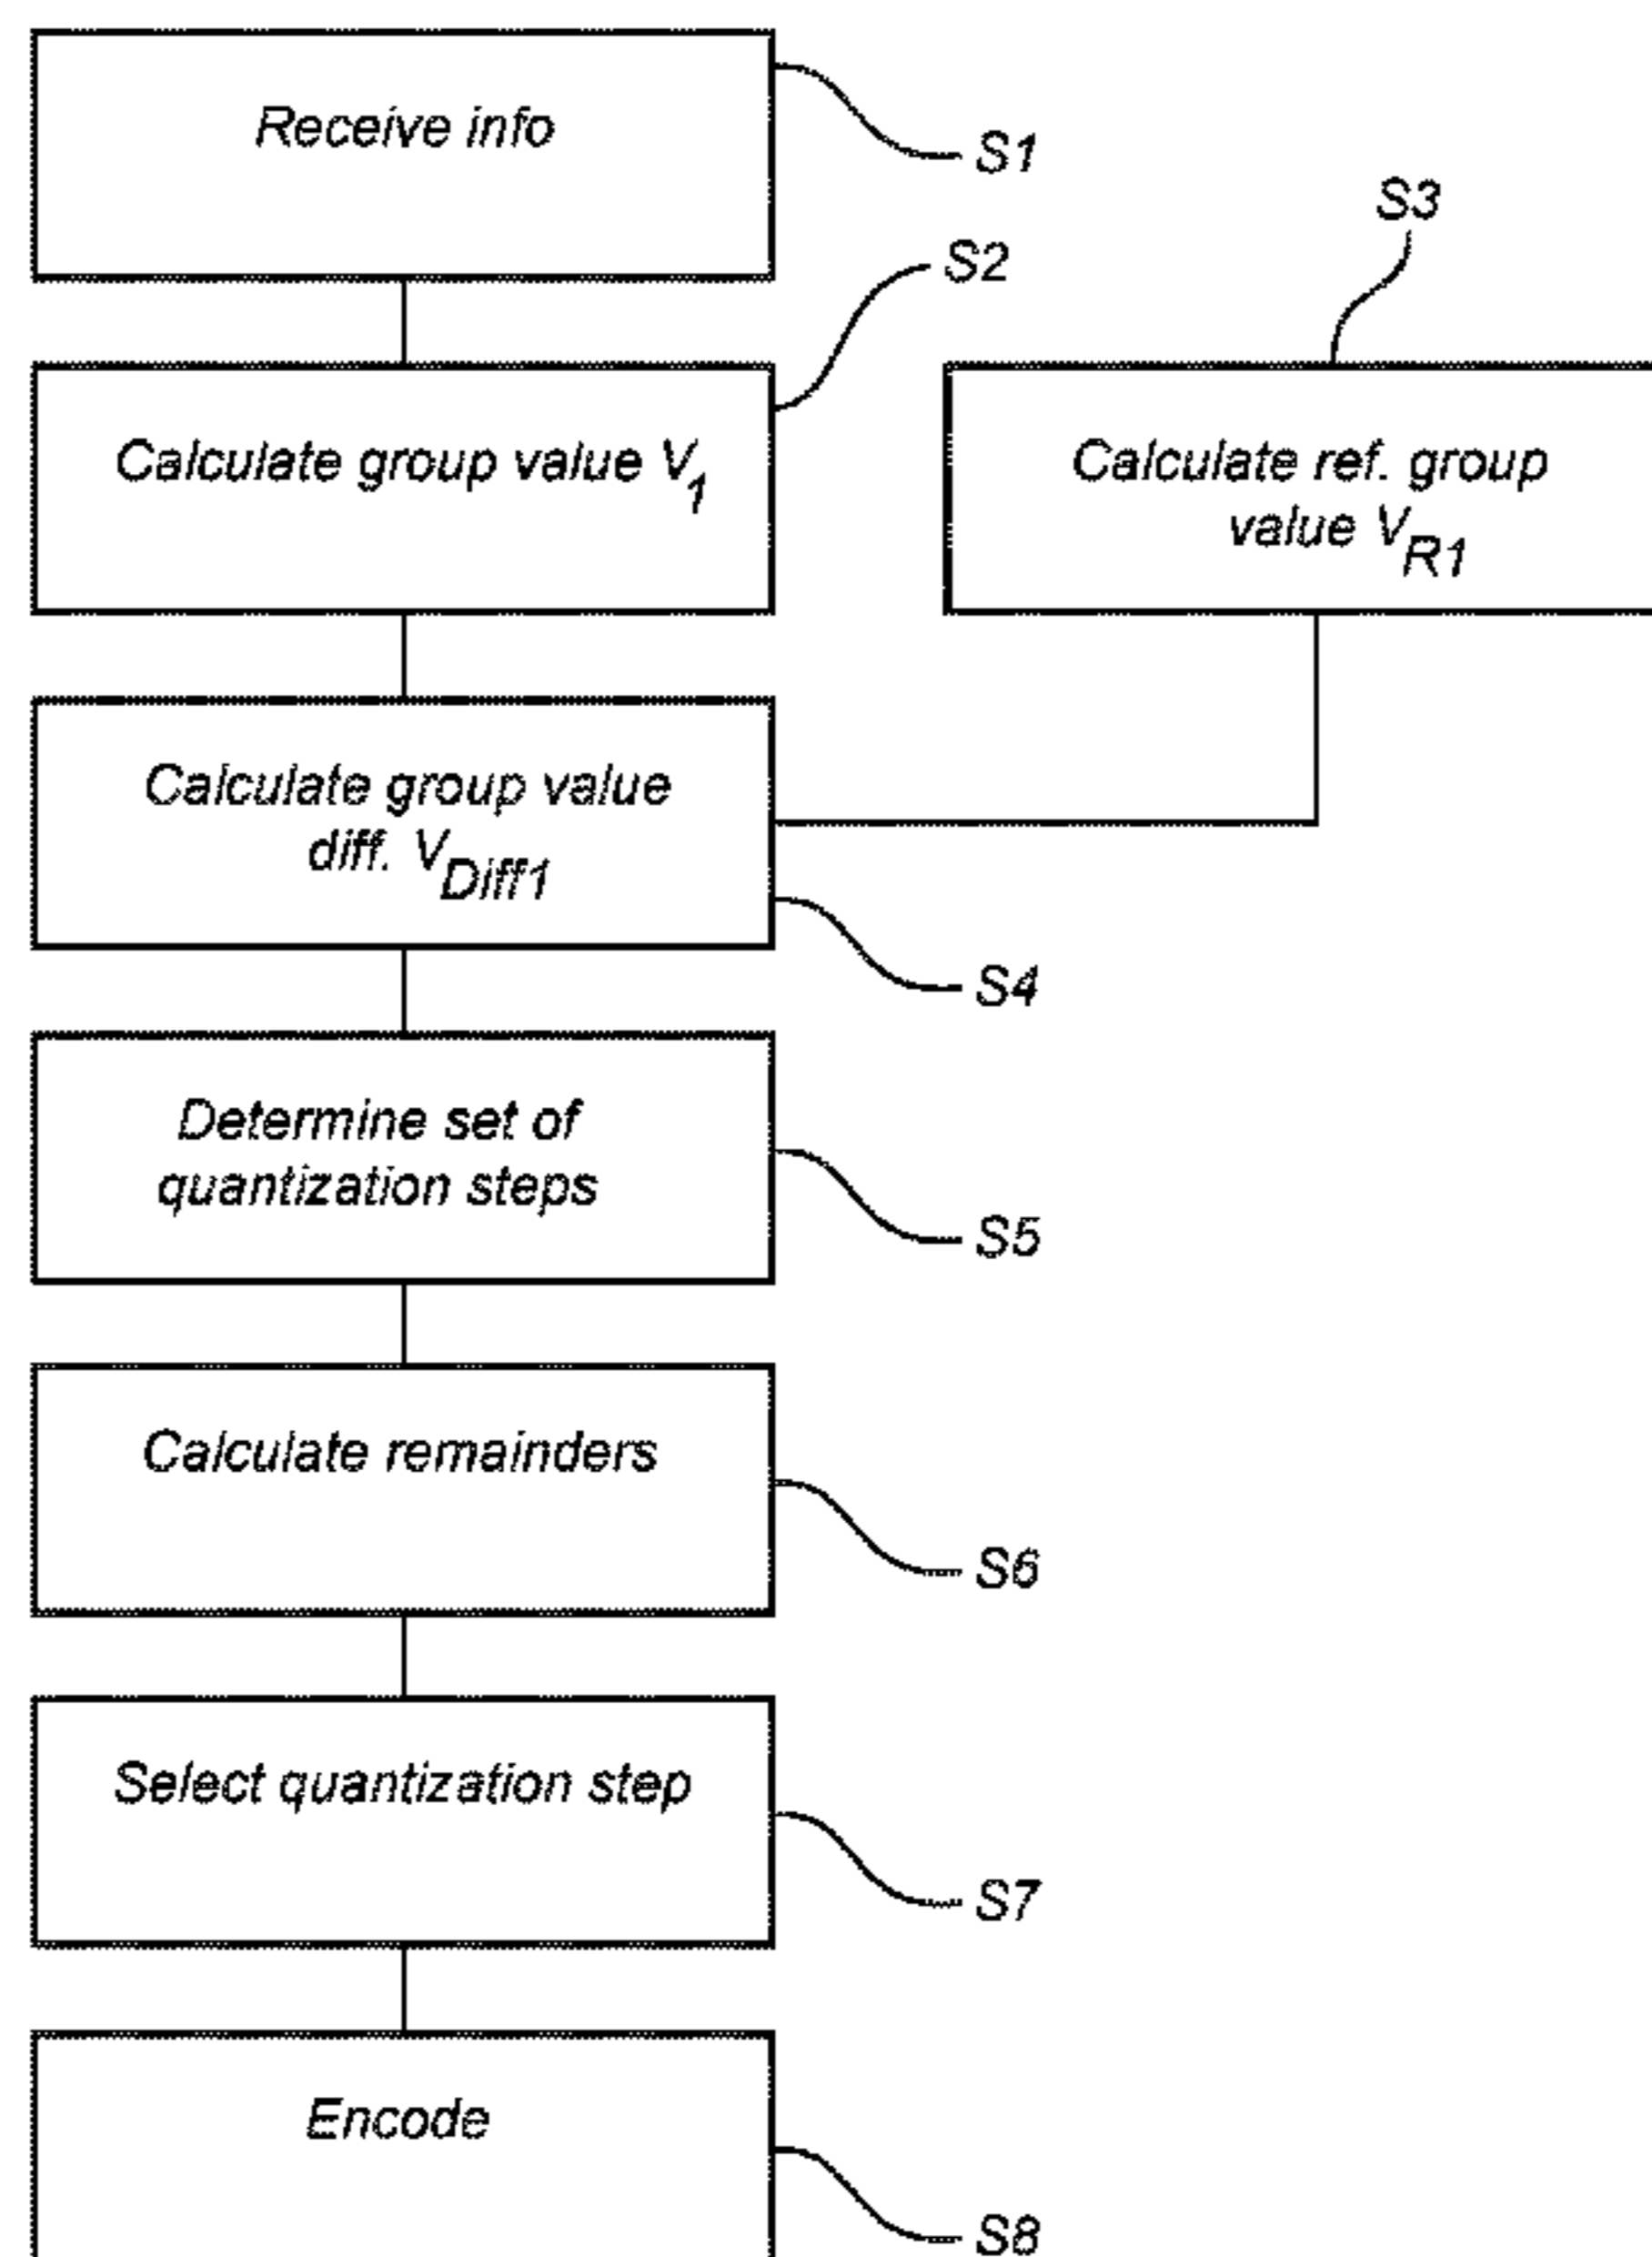 Receive info
S1
S3
S2
Calculate group value V1
Calculate ref. group
value VR1
Calculate group value
diff. VDiff1
S4
Determine set of
quantization steps
S5
Calculate remainders
S6
Select quantization step
S7
Encode
S8